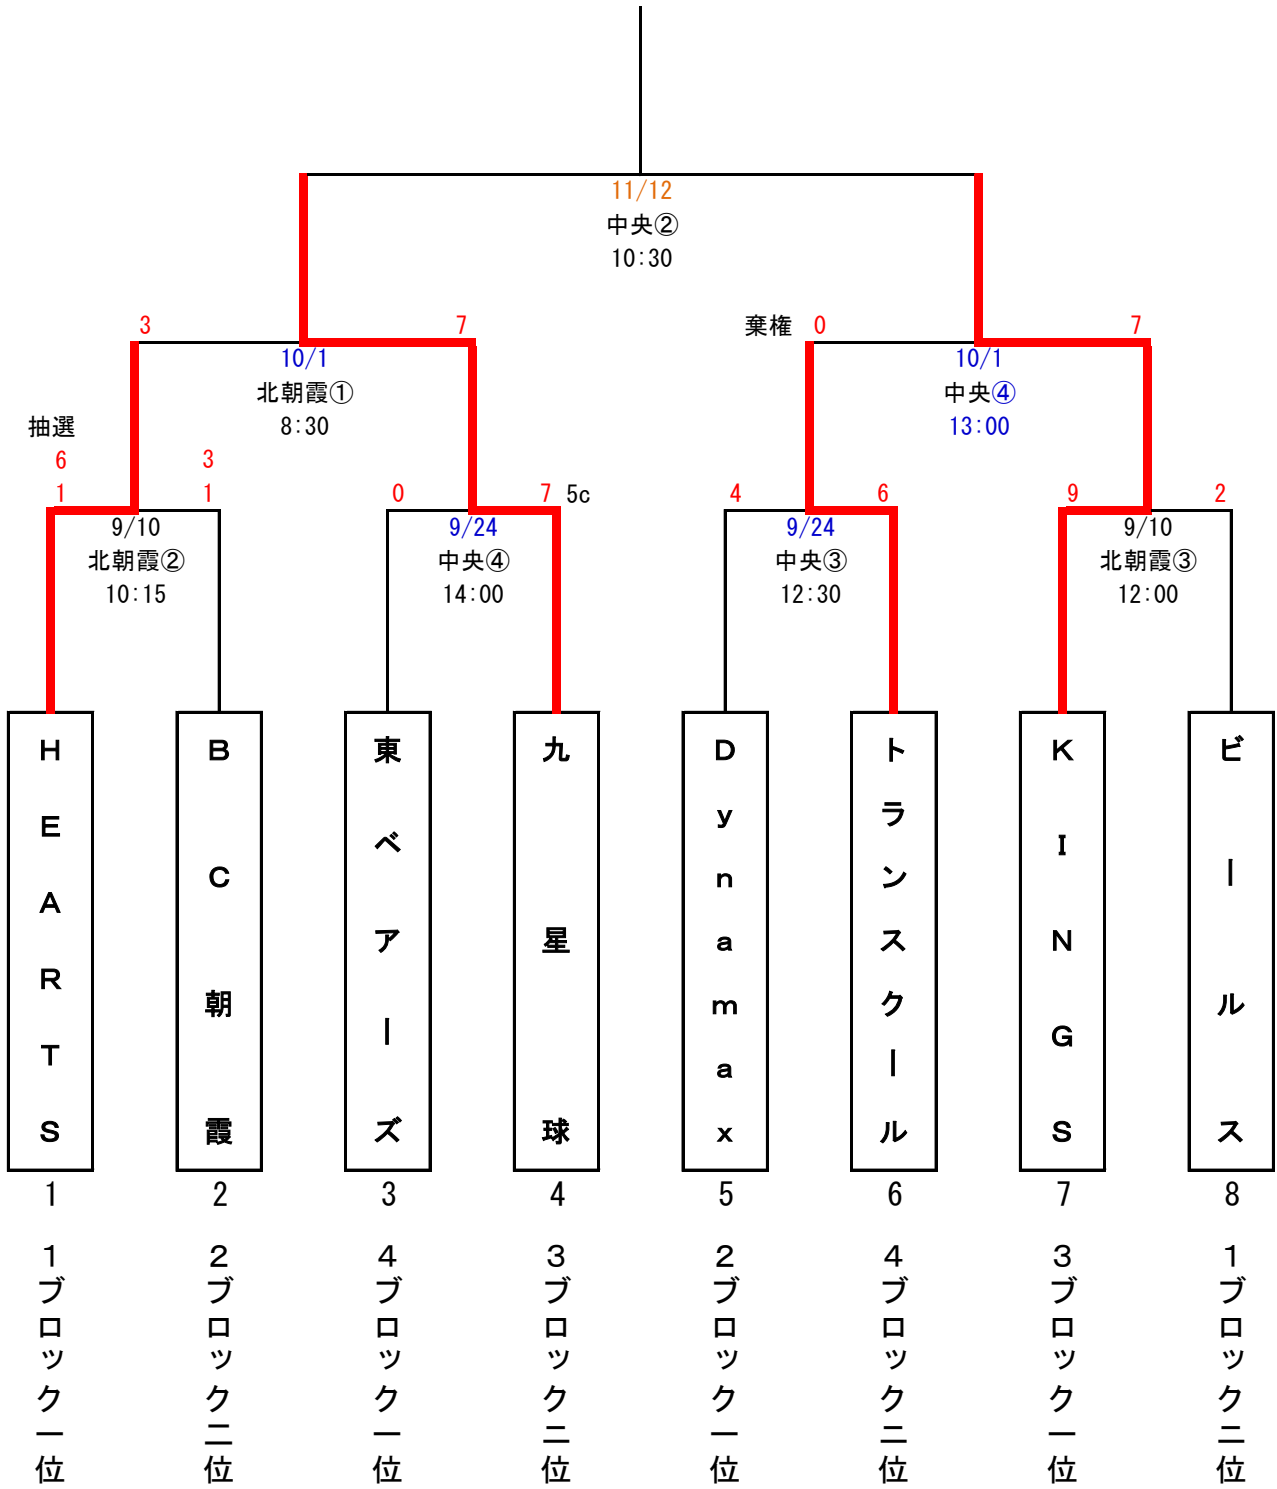 11/12
中央②
10:30
3 7
棄権 0 7
10/1
北朝霞①
8:30
10/1
中央④
13:00
抽選
6 3
1 1
0 7 5c
4 6
9 2
9/10
北朝霞②
10:15
9/24
中央④
14:00
9/24
中央③
12:30
9/10
北朝霞③
12:00
HEARTS
BC朝霞
東ベアーズ
九星球
Dynamax
トランスクール
KINGS
ビールス
1 2 3 4 5 6 7 8
1ブロック一位
2ブロック二位
4ブロック一位
3ブロック二位
2ブロック一位
4ブロック二位
3ブロック一位
1ブロック二位